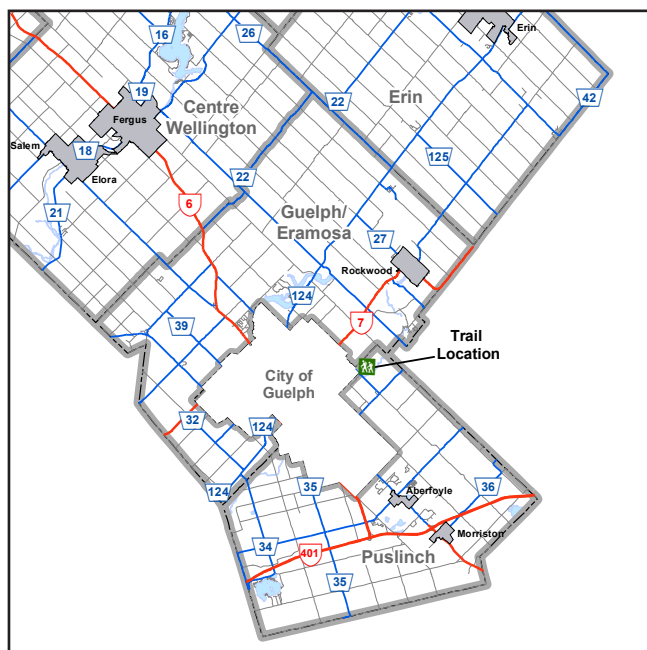 16
26
Erin
19
Centre
Wellington
Erin
22
42
Fergus
Salem
18
125
Elora
22
21
6
Guelph/
Eramosa
27
Rockwood
124
7
39
Trail
Location
City of
Guelph
32
124
124
35
Aberfoyle
36
34
401
Morriston
Puslinch
35